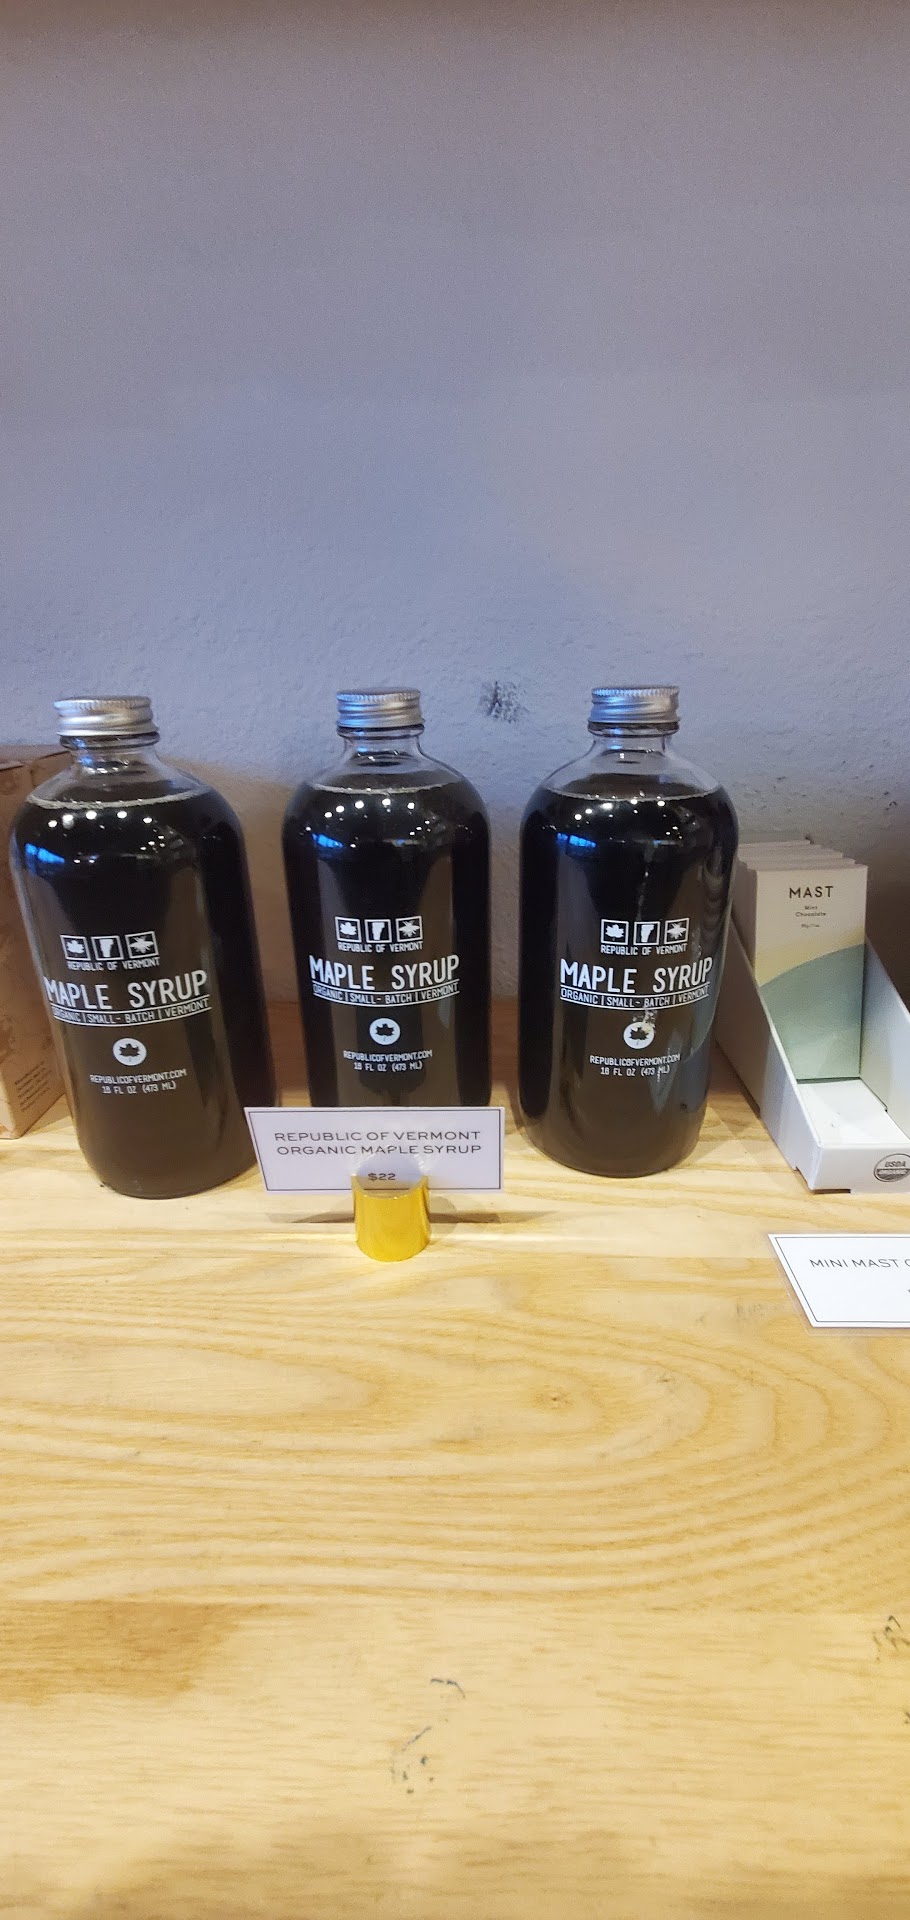 REPUBLIC OF VERMONT
MAPLE SYRUP
ORGANIC | SMALL-BATCH | VERMONT
REPUBLICOFVERMONT.COM
16 FL OZ (473 ML)
REPUBLIC OF VERMONT
MAPLE SYRUP
ORGANIC | SMALL-BATCH | VERMONT
REPUBLICOFVERMONT.COM
16 FL OZ (473 ML)
REPUBLIC OF VERMONT
MAPLE SYRUP
ORGANIC | SMALL-BATCH | VERMONT
REPUBLICOFVERMONT.COM
16 FL OZ (473 ML)
REPUBLIC OF VERMONT
ORGANIC MAPLE SYRUP
$22
MAST
Mint
Chocolate
USDA
ORGANIC
MINI MAST